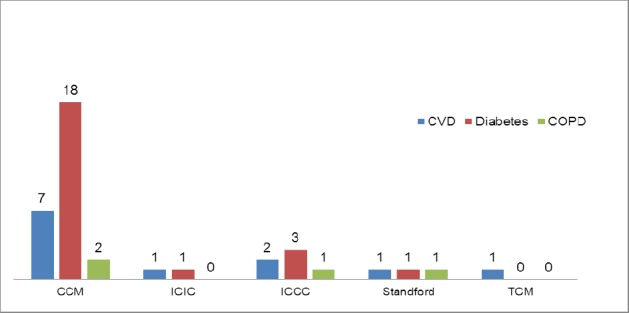 18
CVD Diabetes COPD
7
2
1 1 0
2 3 1
1 1 1
1 0 0
CCM ICIC ICCC Standford TCM